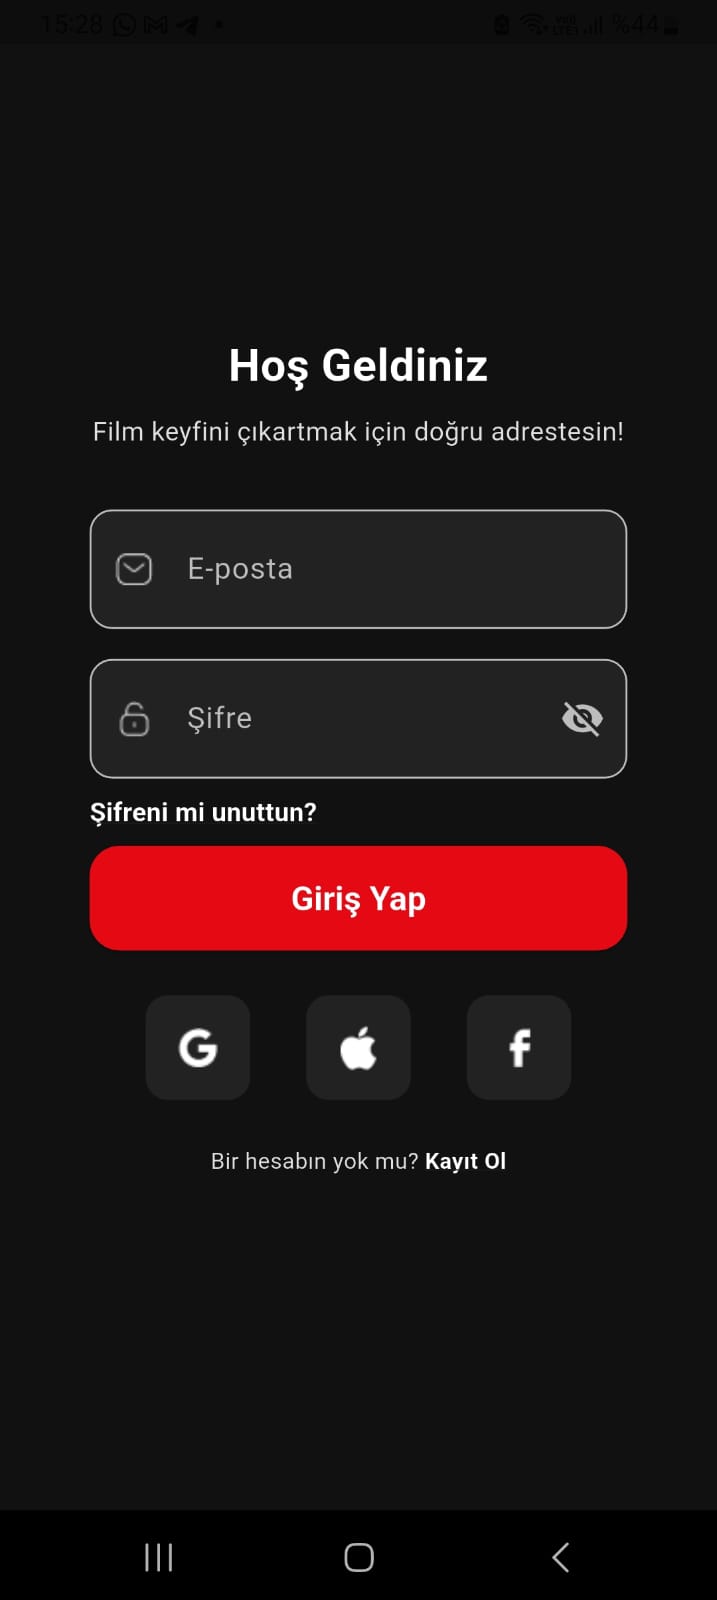 15:28
%44
Hoş Geldiniz
Film keyfini çıkartmak için doğru adrestesin!
E-posta
Şifre
Şifreni mi unuttun?
Giriş Yap
Bir hesabın yok mu? Kayıt Ol